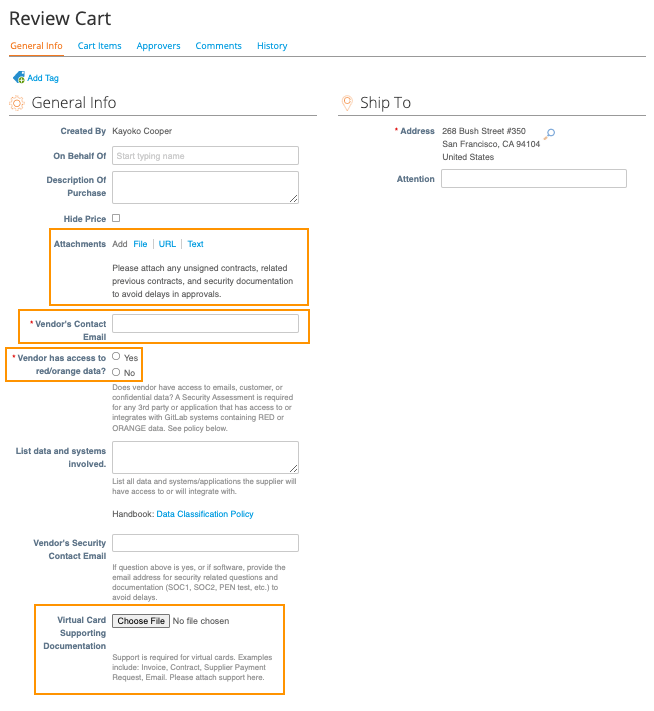 Review Cart
General Info Cart Items Approvers Comments History
Add Tag
General Info
Created By Kayoko Cooper
On Behalf Of Start typing name
Description Of
Purchase
Hide Price
Attachments Add File | URL | Text
Please attach any unsigned contracts, related
previous contracts, and security documentation
to avoid delays in approvals.
* Vendor's Contact
Email
* Vendor has access to
red/orange data?
Yes
No
Does vendor have access to emails, customer, or
confidential data? A Security Assessment is required
for any 3rd party or application that has access to or
integrates with GitLab systems containing RED or
ORANGE data. See policy below.
List data and systems
involved.
List all data and systems/applications the supplier will
have access to or will integrate with.
Handbook: Data Classification Policy
Vendor's Security
Contact Email
If question above is yes, or if software, provide the
email address for security related questions and
documentation (SOC1, SOC2, PEN test, etc.) to
avoid delays.
Virtual Card
Supporting
Documentation
Choose File No file chosen
Support is required for virtual cards. Examples
include: Invoice, Contract, Supplier Payment
Request, Email. Please attach support here.
Ship To
* Address 268 Bush Street #350
San Francisco, CA 94104
United States
Attention